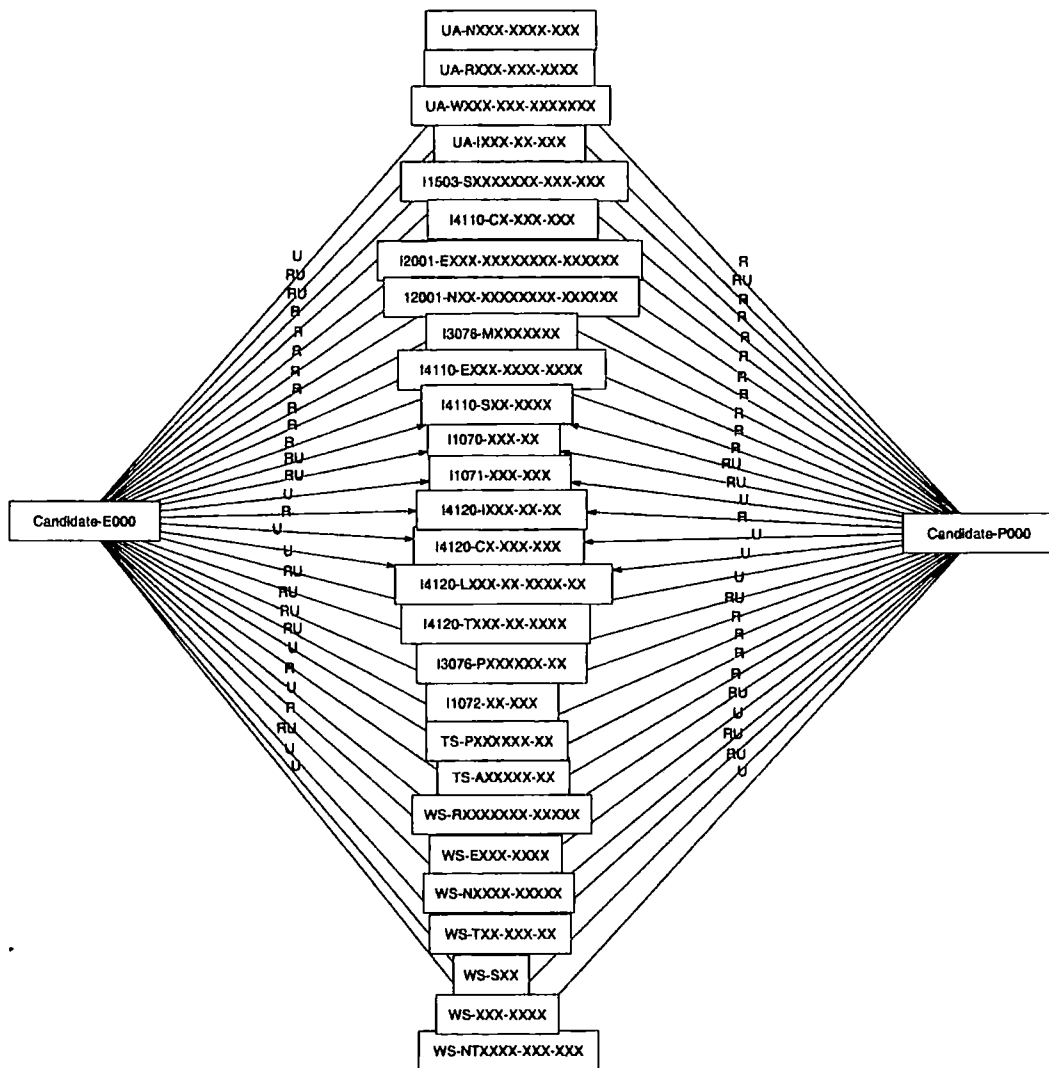 UA-NXXX-XXXX-XXX
UA-RXXX-XXX-XXXX
UA-WXXX-XXX-XXXXXXX
UA-IXXX-XX-XXX
I1503-SXXXXXXX-XXX-XXX
I4110-CX-XXX-XXX
I2001-EXXX-XXXXXXXX-XXXXXX
12001-NXX-XXXXXXXX-XXXXXX
I3076-MXXXXXXX
I4110-EXXX-XXXX-XXXX
I4110-SXX-XXXX
I1070-XXX-XX
I1071-XXX-XXX
I4120-IXXX-XX-XX
I4120-CX-XXX-XXX
I4120-LXXX-XX-XXXX-XX
I4120-TXXX-XX-XXXX
I3076-PXXXXXX-XX
I1072-XX-XXX
TS-PXXXXXX-XX
TS-AXXXXX-XX
WS-RXXXXXXX-XXXXX
WS-EXXX-XXXX
WS-NXXXX-XXXXX
WS-TXX-XXX-XX
WS-SXX
WS-XXX-XXXX
WS-NTXXXX-XXX-XXX
Candidate-E000
Candidate-P000
U
RU
RU
R
R
R
R
R
R
R
RU
RU
U
R
U
U
RU
RU
RU
RU
U
R
U
R
RU
U
U
R
RU
R
R
R
R
R
R
R
R
RU
RU
U
R
U
U
U
RU
R
R
R
R
RU
U
RU
RU
U